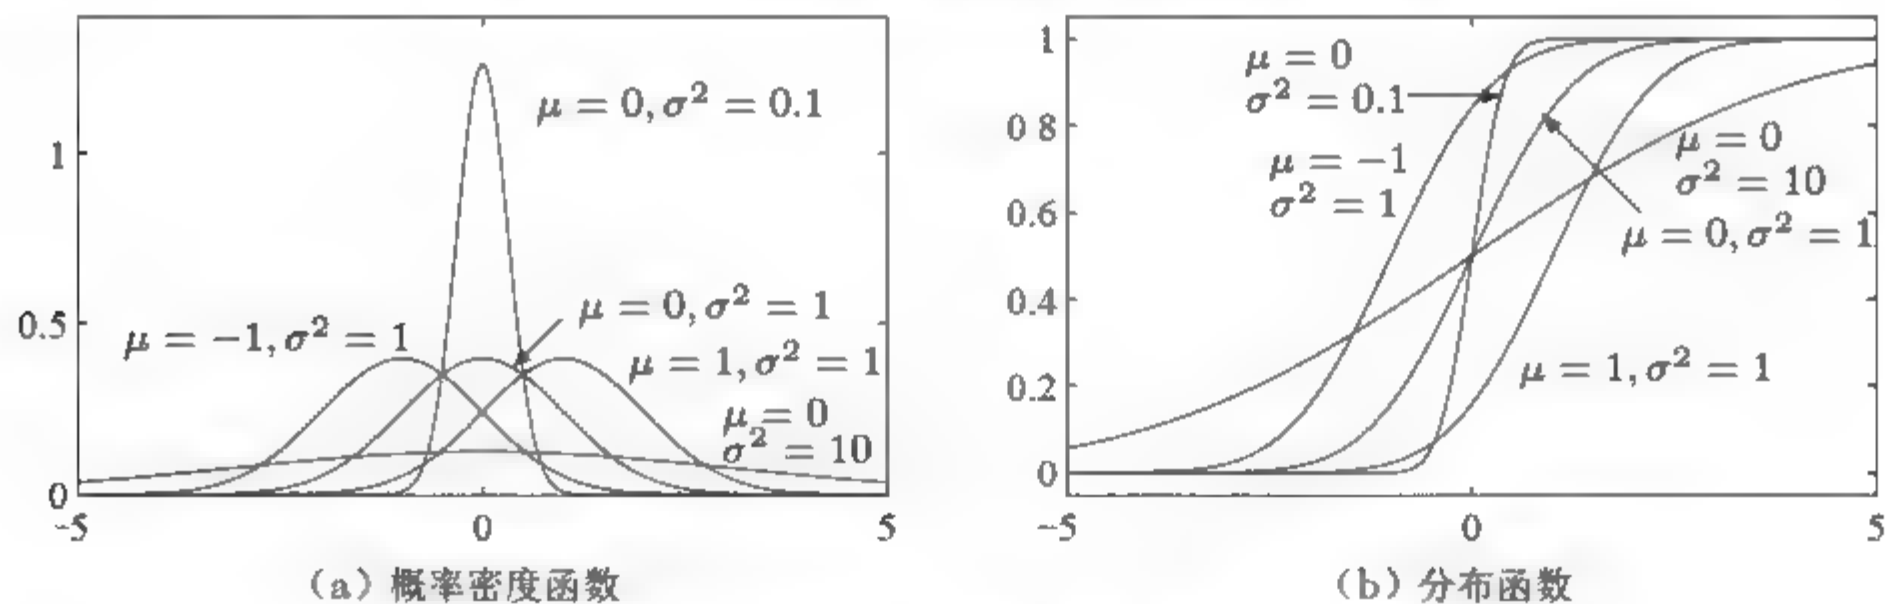 1
0.5
0
-5
0
5
μ = 0, σ² = 0.1
μ = 0, σ² = 1
μ = -1, σ² = 1
μ = 1, σ² = 1
μ = 0
σ² = 10
(a) 概率密度函数
1
0 8
0.6
0.4
0.2
0
-5
0
5
μ = 0
σ² = 0.1
μ = -1
σ² = 1
μ = 0
σ² = 10
μ = 0, σ² = 1
μ = 1, σ² = 1
(b) 分布函数